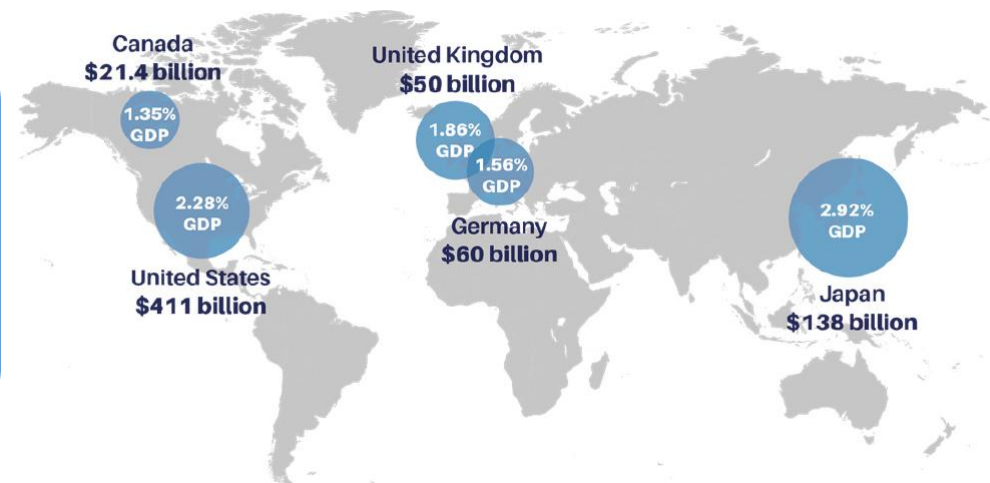 Canada
$21.4 billion
1.35%
GDP
United States
$411 billion
2.28%
GDP
United Kingdom
$50 billion
1.86%
GDP
1.56%
GDP
Germany
$60 billion
2.92%
GDP
Japan
$138 billion